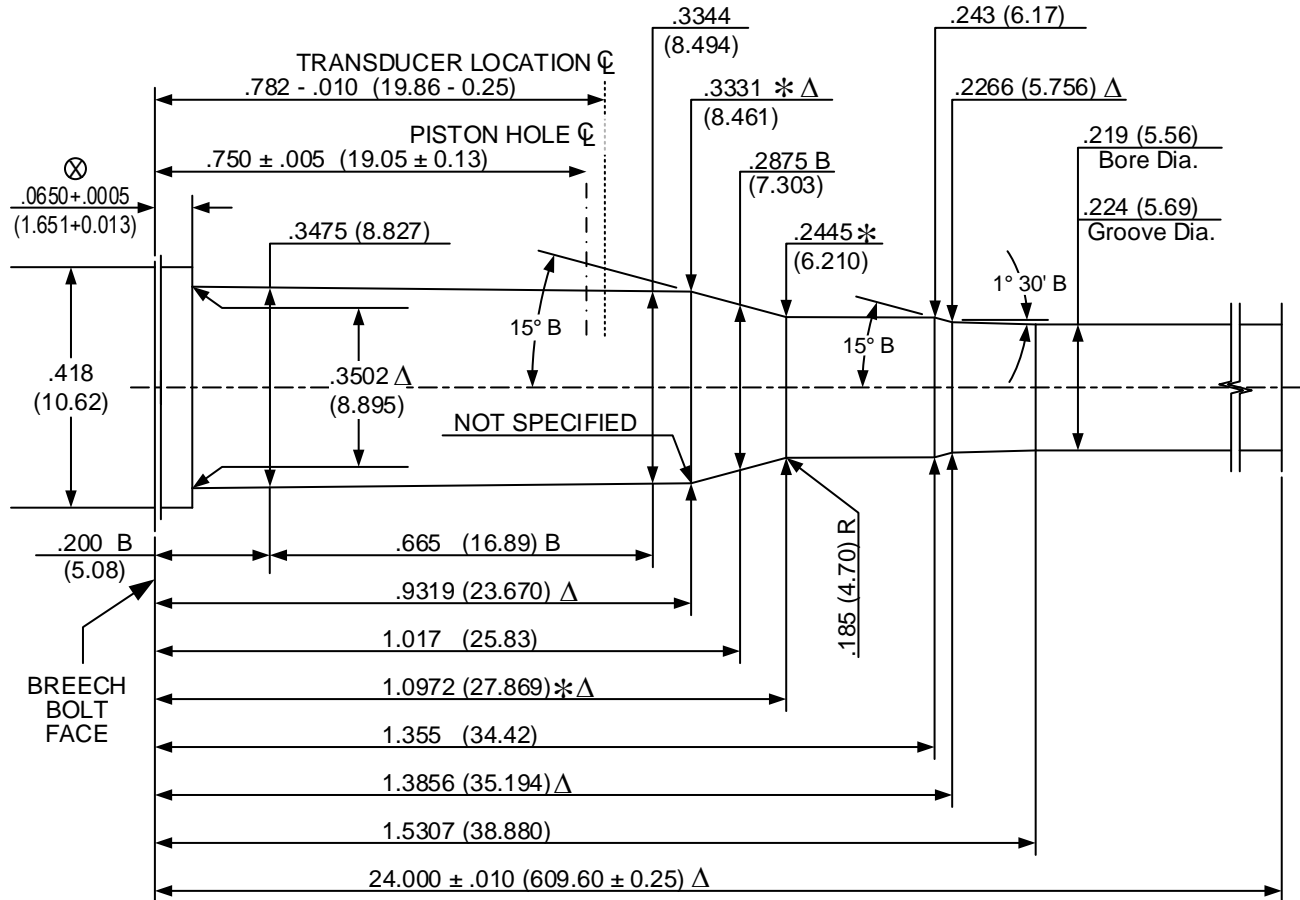 .3344
(8.494)
.243 (6.17)
TRANSDUCER LOCATION ℄
.782 - .010 (19.86 - 0.25)
.3331 * Δ
(8.461)
.2266 (5.756) Δ
PISTON HOLE ℄
.750 ± .005 (19.05 ± 0.13)
.2875 B
(7.303)
.219 (5.56)
Bore Dia.
⊗
.0650+.0005
(1.651+0.013)
.3475 (8.827)
.2445 *
(6.210)
.224 (5.69)
Groove Dia.
1° 30' B
15° B
15° B
.418
(10.62)
.3502 Δ
(8.895)
NOT SPECIFIED
.185 (4.70) R
.200 B
(5.08)
.665 (16.89) B
.9319 (23.670) Δ
1.017 (25.83)
BREECH
BOLT
FACE
1.0972 (27.869) * Δ
1.355 (34.42)
1.3856 (35.194) Δ
1.5307 (38.880)
24.000 ± .010 (609.60 ± 0.25) Δ